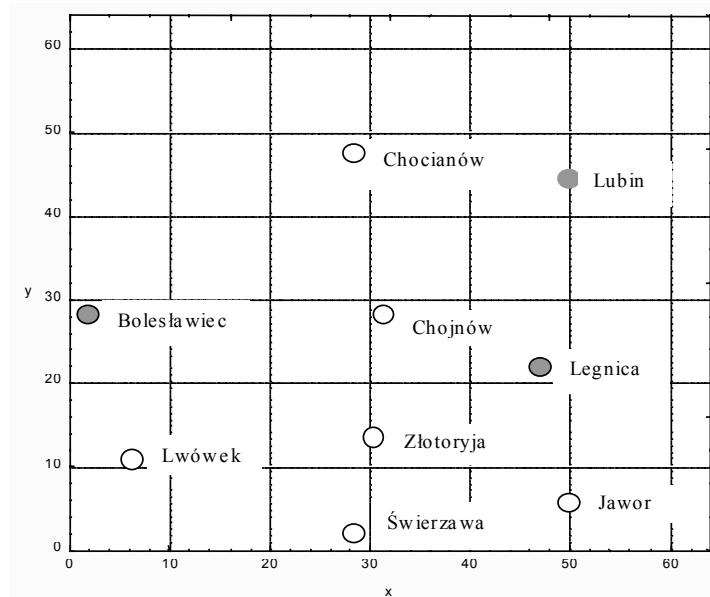 60
50
Chocianów
Lubin
40
30
y
Bolesławiec
Chojnów
Legnica
20
Złotoryja
Lwówek
10
Jawor
Świerzawa
0
0 10 20 30 40 50 60
x